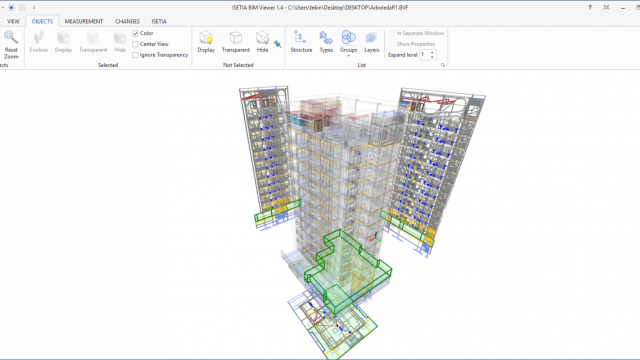 ISETIA BIM Viewer 1.4 - C:\Users\tekin\Desktop\DESKTOP\ArboledaR1.BVF
VIEW OBJECTS MEASUREMENT CHANGES ISETIA
Reset Zoom
Enclose Display Transparent Hide
Color
Center View
Ignore Transparency
Display Transparent Hide
Structure Types Groups Layers
In Separate Window
Show Properties
Expand level 1
Selected Not Selected List